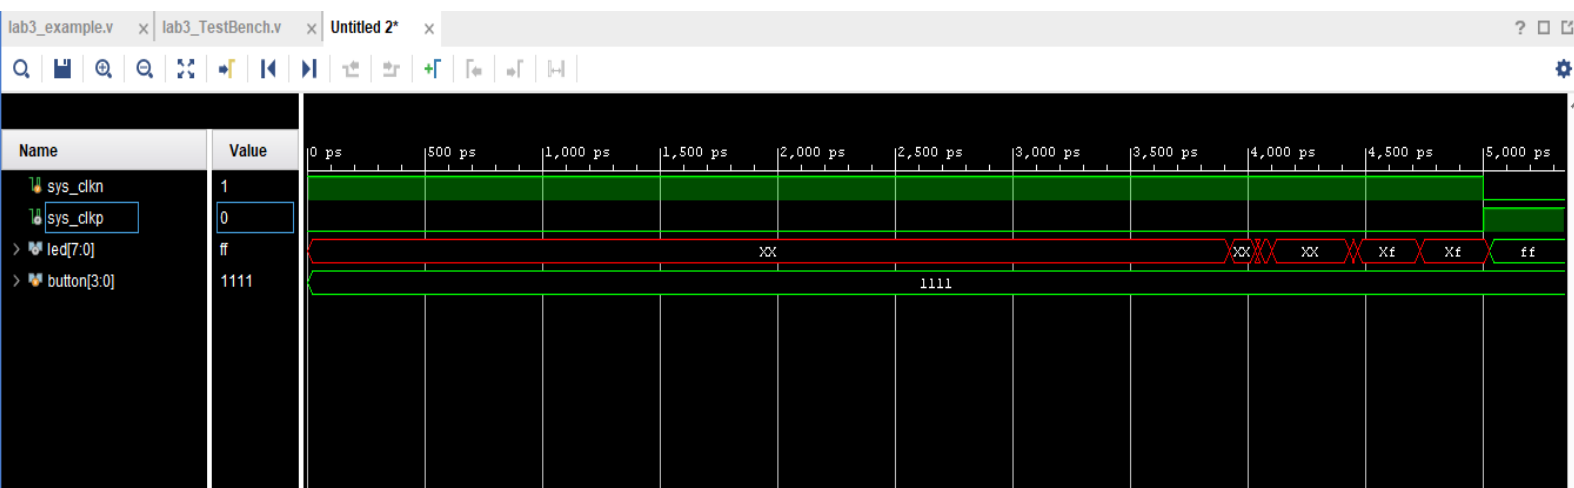 lab3_example.v × lab3_TestBench.v × Untitled 2* ×
Name Value 0 ps 500 ps 1,000 ps 1,500 ps 2,000 ps 2,500 ps 3,000 ps 3,500 ps 4,000 ps 4,500 ps 5,000 ps
sys_clkn 1
sys_clkp 0
led[7:0] ff XX XX XX Xf Xf ff
button[3:0] 1111 1111